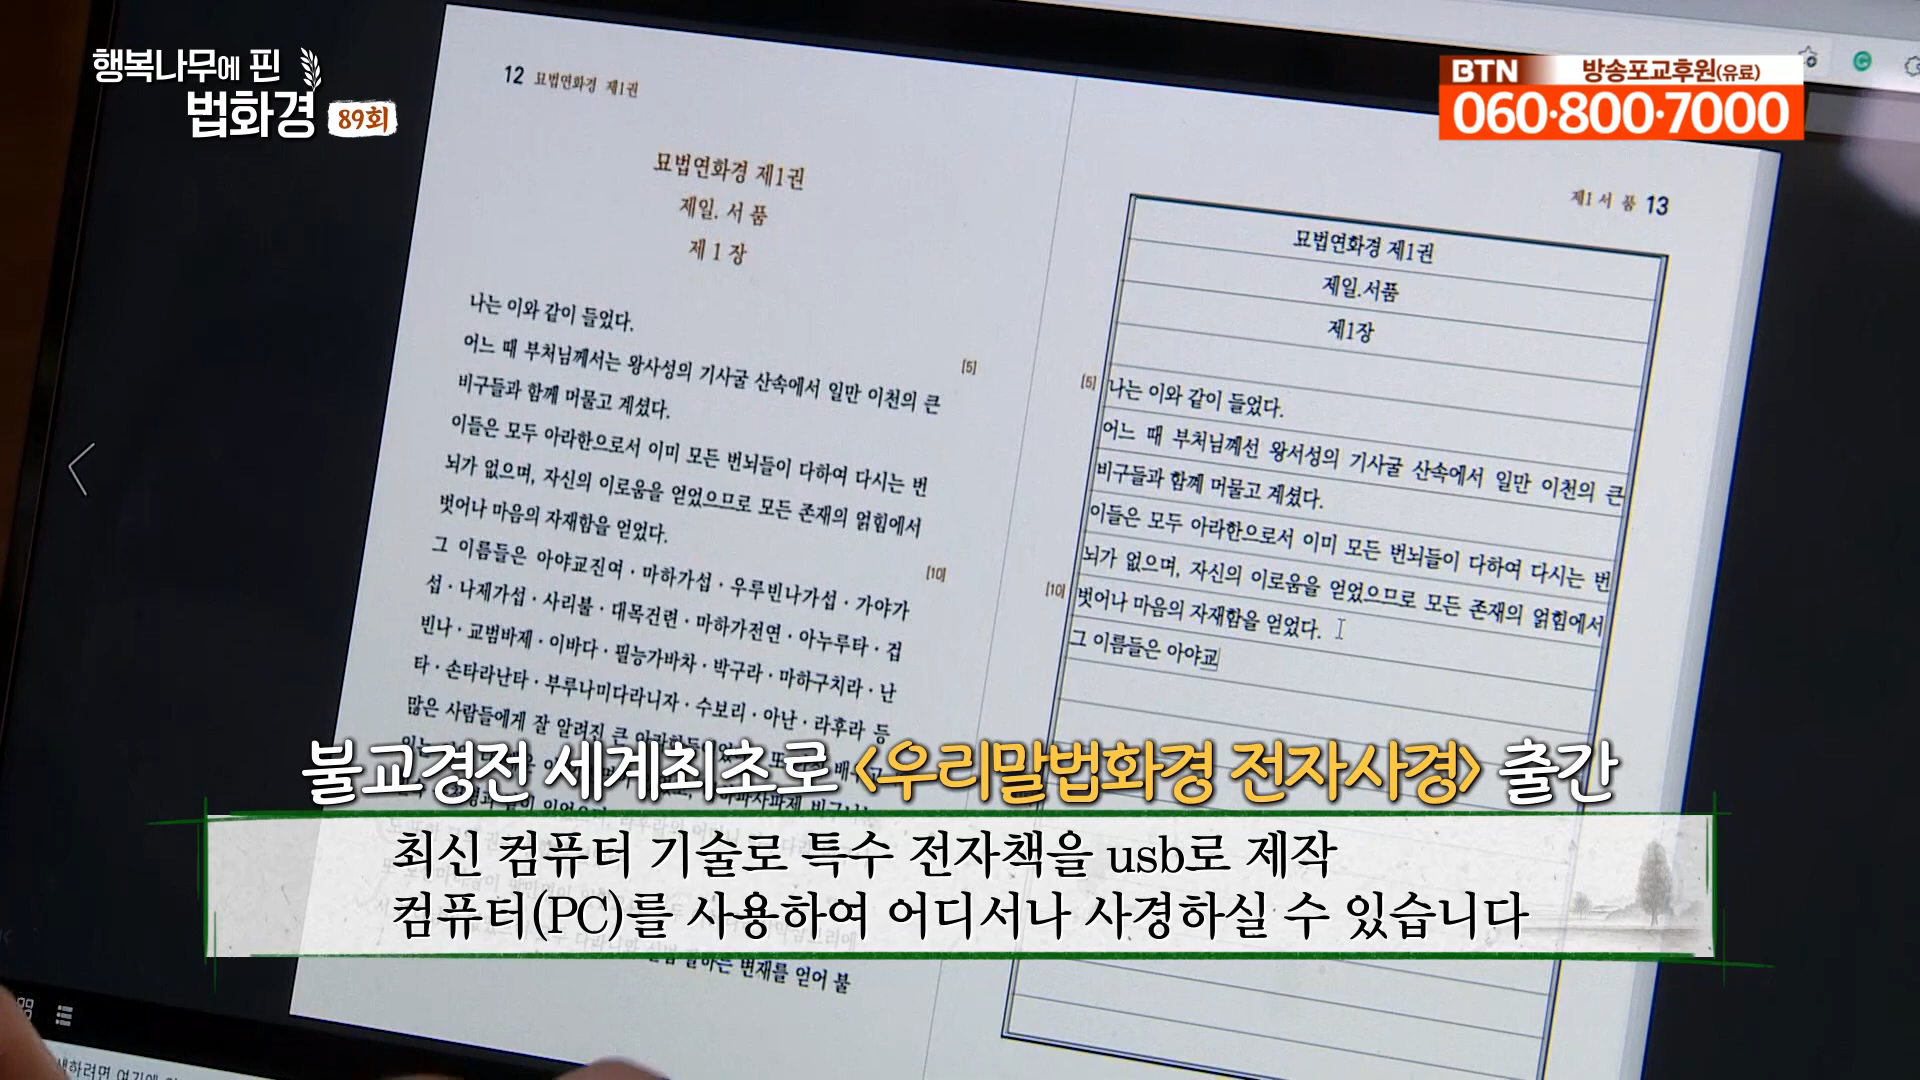 행복나무에 핀
법화경 89회
BTN 방송포교후원(유료)
060·800·7000
12 묘법연화경 제1권
묘법연화경 제1권
제일. 서 품
제 1 장
나는 이와 같이 들었다.
어느 때 부처님께서는 왕사성의 기사굴 산속에서 일만 이천의 큰 [5]
비구들과 함께 머물고 계셨다.
이들은 모두 아라한으로서 이미 모든 번뇌들이 다하여 다시는 번
뇌가 없으며, 자신의 이로움을 얻었으므로 모든 존재의 얽힘에서
벗어나 마음의 자재함을 얻었다.
그 이름들은 아야교진여·마하가섭·우루빈나가섭·가야가 [10]
섭·나제가섭·사리불·대목건련·마하가전연·아누루타·겁
빈나·교범바제·이바다·필능가바차·박구라·마하구치라·난
타·손타라난타·부루나미다라니자·수보리·아난·라후라 등
많은 사람들에게 잘 알려진 큰
변재를 얻어 불
제1 서 품 13
묘법연화경 제1권
제일.서품
제1장
[5] 나는 이와 같이 들었다.
어느 때 부처님꼐선 왕서성의 기사굴 산속에서 일만 이천의 큰
비구들과 함께 머물고 계셨다.
이들은 모두 아라한으로서 이미 모든 번뇌들이 다하여 다시는 번
뇌가 없으며, 자신의 이로움을 얻었으므로 모든 존재의 얽힘에서
[10] 벗어나 마음의 자재함을 얻었다.
그 이름들은 아야교
불교경전 세계최초로 <우리말법화경 전자사경> 출간
최신 컴퓨터 기술로 특수 전자책을 usb로 제작
컴퓨터(PC)를 사용하여 어디서나 사경하실 수 있습니다